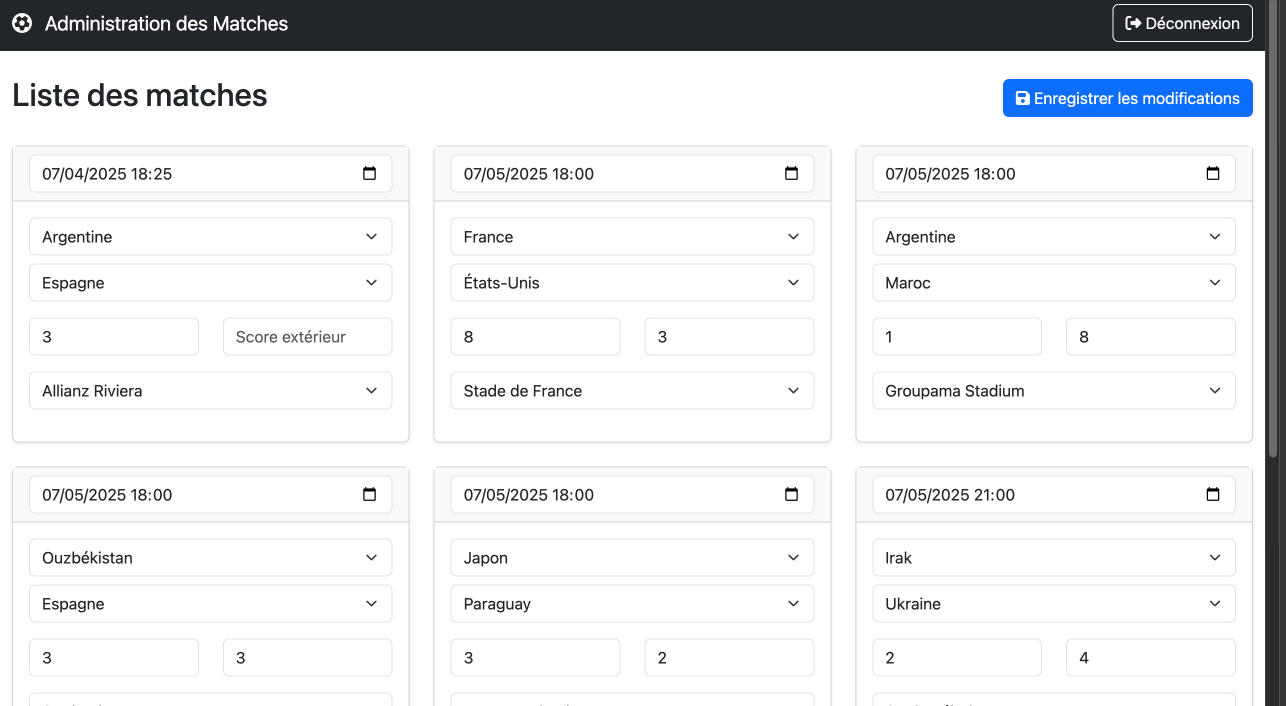 Administration des Matches
Déconnexion
Liste des matches
Enregistrer les modifications
07/04/2025 18:25
Argentine
Espagne
3
Score extérieur
Allianz Riviera
07/05/2025 18:00
France
États-Unis
8
3
Stade de France
07/05/2025 18:00
Argentine
Maroc
1
8
Groupama Stadium
07/05/2025 18:00
Ouzbékistan
Espagne
3
3
07/05/2025 18:00
Japon
Paraguay
3
2
07/05/2025 21:00
Irak
Ukraine
2
4